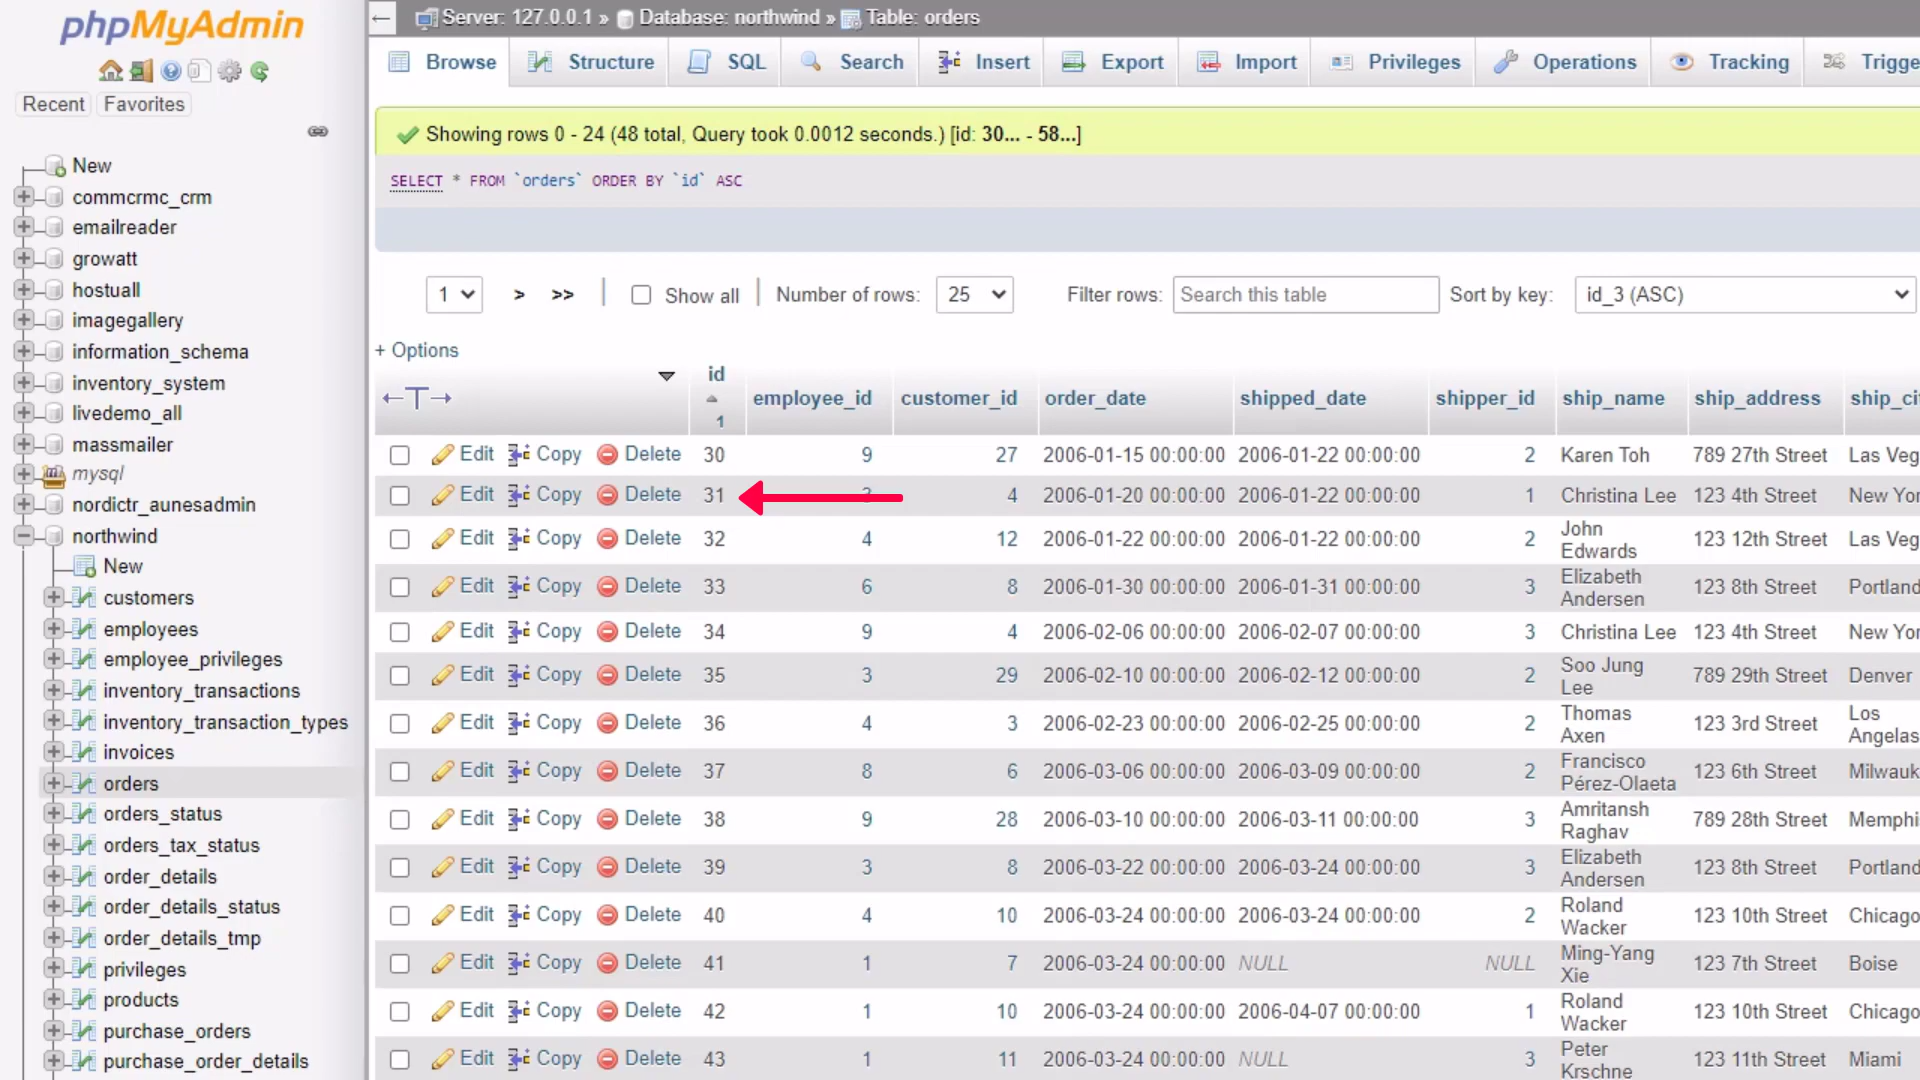 phpMyAdmin
Recent Favorites
New
commcrmc_crm
emailreader
growatt
hostuall
imagegallery
information_schema
inventory_system
livedemo_all
massmailer
mysql
nordictr_aunesadmin
northwind
New
customers
employees
employee_privileges
inventory_transactions
inventory_transaction_types
invoices
orders
orders_status
orders_tax_status
order_details
order_details_status
order_details_tmp
privileges
products
purchase_orders
purchase_order_details
Server: 127.0.0.1 » Database: northwind » Table: orders
Browse Structure SQL Search Insert Export Import Privileges Operations Tracking Trigge
Showing rows 0 - 24 (48 total, Query took 0.0012 seconds.) [id: 30... - 58...]
SELECT * FROM `orders` ORDER BY `id` ASC
1 > >> | Show all | Number of rows: 25 Filter rows: Search this table Sort by key: id_3 (ASC)
+ Options
←T→ id 1 employee_id customer_id order_date shipped_date shipper_id ship_name ship_address ship_ci
Edit Copy Delete 30 9 27 2006-01-15 00:00:00 2006-01-22 00:00:00 2 Karen Toh 789 27th Street Las Veg
Edit Copy Delete 31 4 2006-01-20 00:00:00 2006-01-22 00:00:00 1 Christina Lee 123 4th Street New Yor
Edit Copy Delete 32 4 12 2006-01-22 00:00:00 2006-01-22 00:00:00 2 John Edwards 123 12th Street Las Veg
Edit Copy Delete 33 6 8 2006-01-30 00:00:00 2006-01-31 00:00:00 3 Elizabeth Andersen 123 8th Street Portland
Edit Copy Delete 34 9 4 2006-02-06 00:00:00 2006-02-07 00:00:00 3 Christina Lee 123 4th Street New Yor
Edit Copy Delete 35 3 29 2006-02-10 00:00:00 2006-02-12 00:00:00 2 Soo Jung Lee 789 29th Street Denver
Edit Copy Delete 36 4 3 2006-02-23 00:00:00 2006-02-25 00:00:00 2 Thomas Axen 123 3rd Street Los Angelas
Edit Copy Delete 37 8 6 2006-03-06 00:00:00 2006-03-09 00:00:00 2 Francisco Pérez-Olaeta 123 6th Street Milwauk
Edit Copy Delete 38 9 28 2006-03-10 00:00:00 2006-03-11 00:00:00 3 Amritansh Raghav 789 28th Street Memphi
Edit Copy Delete 39 3 8 2006-03-22 00:00:00 2006-03-24 00:00:00 3 Elizabeth Andersen 123 8th Street Portland
Edit Copy Delete 40 4 10 2006-03-24 00:00:00 2006-03-24 00:00:00 2 Roland Wacker 123 10th Street Chicago
Edit Copy Delete 41 1 7 2006-03-24 00:00:00 NULL NULL Ming-Yang Xie 123 7th Street Boise
Edit Copy Delete 42 1 10 2006-03-24 00:00:00 2006-04-07 00:00:00 1 Roland Wacker 123 10th Street Chicago
Edit Copy Delete 43 1 11 2006-03-24 00:00:00 NULL 3 Peter Krschne 123 11th Street Miami